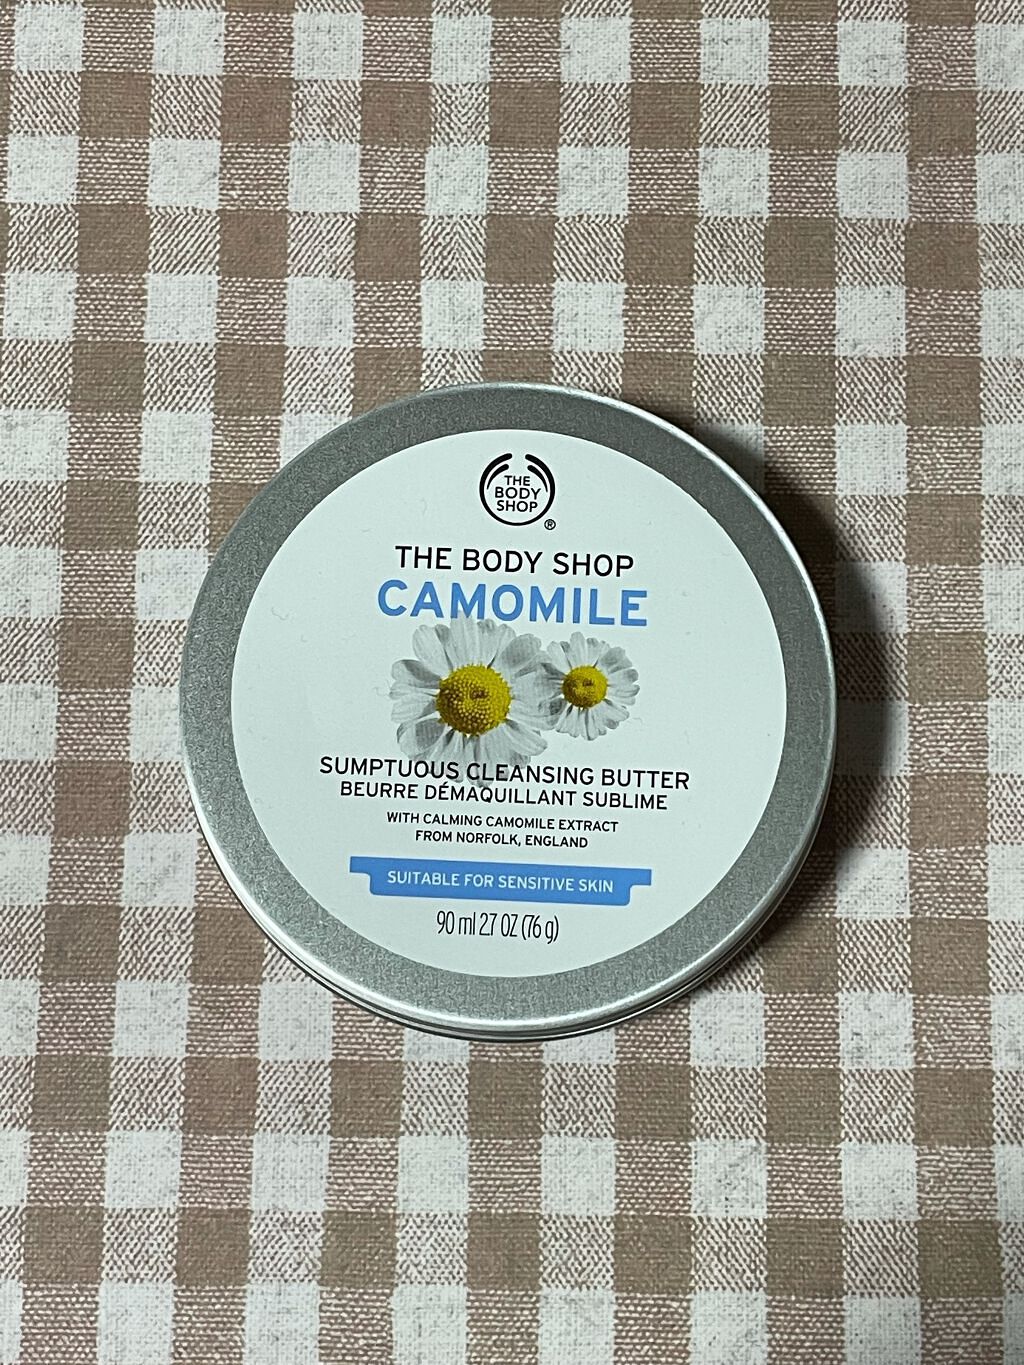 THE
BODY
SHOP
®
THE BODY SHOP
CAMOMILE
SUMPTUOUS CLEANSING BUTTER
BEURRE DÉMAQUILLANT SUBLIME
WITH CALMING CAMOMILE EXTRACT
FROM NORFOLK, ENGLAND
SUITABLE FOR SENSITIVE SKIN
90 ml 2.7 OZ (76 g)